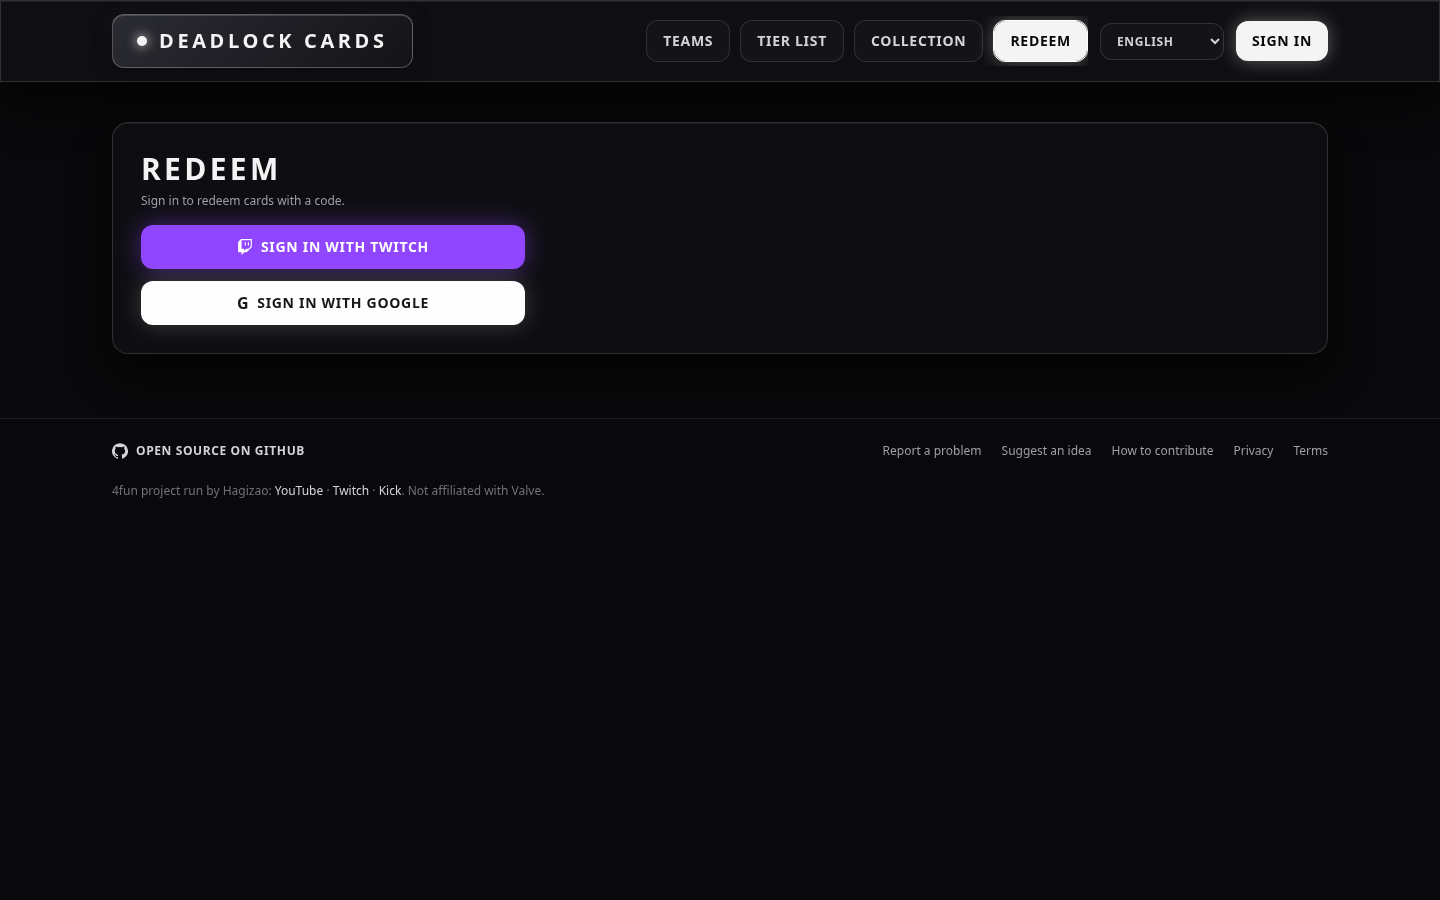 DEADLOCK CARDS
TEAMS
TIER LIST
COLLECTION
REDEEM
ENGLISH
SIGN IN
REDEEM
Sign in to redeem cards with a code.
SIGN IN WITH TWITCH
G SIGN IN WITH GOOGLE
OPEN SOURCE ON GITHUB
Report a problem
Suggest an idea
How to contribute
Privacy
Terms
4fun project run by Hagizao: YouTube · Twitch · Kick. Not affiliated with Valve.